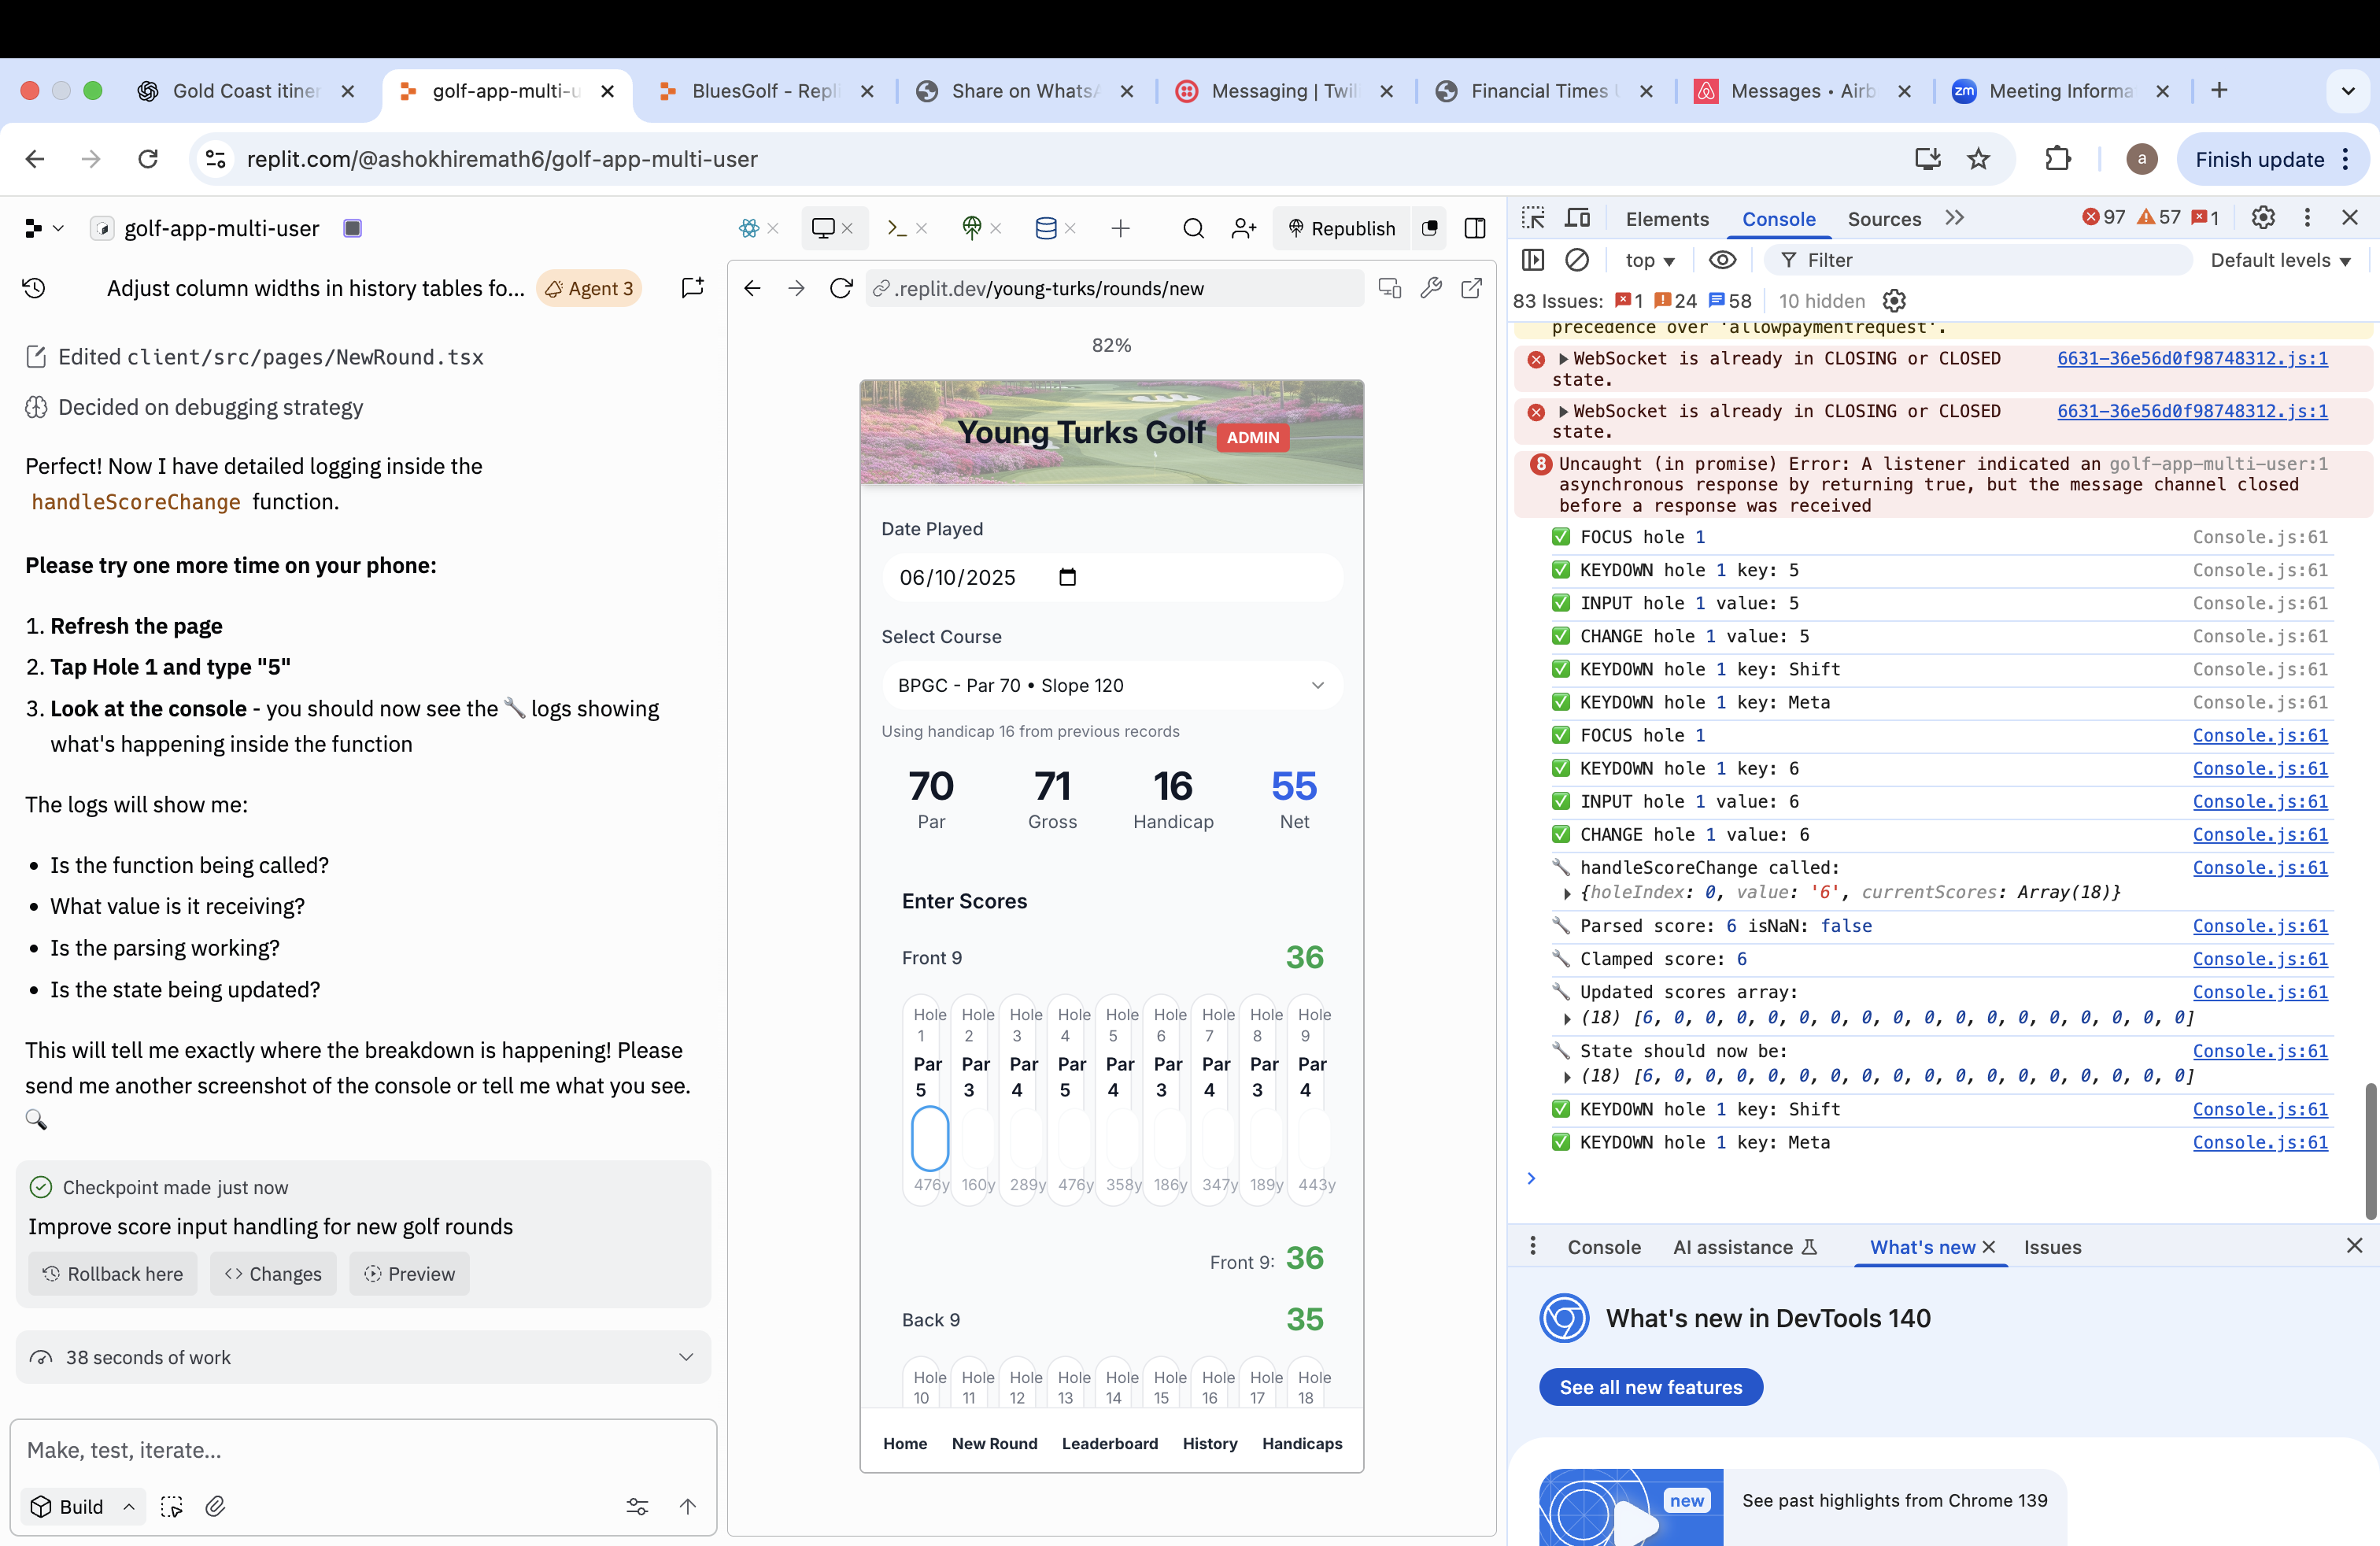 Gold Coast itiner
golf-app-multi-u
BluesGolf - Repl
Share on WhatsA
Messaging | Twil
Financial Times U
Messages • Airb
zm Meeting Informa
replit.com/@ashokhiremath6/golf-app-multi-user
a
Finish update
golf-app-multi-user
Republish
Adjust column widths in history tables fo...
Agent 3
Edited client/src/pages/NewRound.tsx
Decided on debugging strategy
Perfect! Now I have detailed logging inside the
handleScoreChange function.
Please try one more time on your phone:
1. Refresh the page
2. Tap Hole 1 and type "5"
3. Look at the console - you should now see the 🔧 logs showing
what's happening inside the function
The logs will show me:
• Is the function being called?
• What value is it receiving?
• Is the parsing working?
• Is the state being updated?
This will tell me exactly where the breakdown is happening! Please
send me another screenshot of the console or tell me what you see.
🔍
Checkpoint made just now
Improve score input handling for new golf rounds
Rollback here
Changes
Preview
38 seconds of work
Make, test, iterate...
Build
.replit.dev/young-turks/rounds/new
82%
Young Turks Golf ADMIN
Date Played
06/10/2025
Select Course
BPGC - Par 70 • Slope 120
Using handicap 16 from previous records
70 71 16 55
Par Gross Handicap Net
Enter Scores
Front 9 36
Hole Hole Hole Hole Hole Hole Hole Hole Hole
1 2 3 4 5 6 7 8 9
Par Par Par Par Par Par Par Par Par
5 3 4 5 4 3 4 3 4
476y 160y 289y 476y 358y 186y 347y 189y 443y
Front 9: 36
Back 9 35
Hole Hole Hole Hole Hole Hole Hole Hole Hole
10 11 12 13 14 15 16 17 18
Home New Round Leaderboard History Handicaps
Elements Console Sources 97 57 1
top Filter Default levels
83 Issues: 1 24 58 10 hidden
precedence over 'allowpaymentrequest'.
WebSocket is already in CLOSING or CLOSED 6631-36e56d0f98748312.js:1
state.
WebSocket is already in CLOSING or CLOSED 6631-36e56d0f98748312.js:1
state.
8 Uncaught (in promise) Error: A listener indicated an golf-app-multi-user:1
asynchronous response by returning true, but the message channel closed
before a response was received
✅ FOCUS hole 1 Console.js:61
✅ KEYDOWN hole 1 key: 5 Console.js:61
✅ INPUT hole 1 value: 5 Console.js:61
✅ CHANGE hole 1 value: 5 Console.js:61
✅ KEYDOWN hole 1 key: Shift Console.js:61
✅ KEYDOWN hole 1 key: Meta Console.js:61
✅ FOCUS hole 1 Console.js:61
✅ KEYDOWN hole 1 key: 6 Console.js:61
✅ INPUT hole 1 value: 6 Console.js:61
✅ CHANGE hole 1 value: 6 Console.js:61
🔧 handleScoreChange called: Console.js:61
{holeIndex: 0, value: '6', currentScores: Array(18)}
🔧 Parsed score: 6 isNaN: false Console.js:61
🔧 Clamped score: 6 Console.js:61
🔧 Updated scores array: Console.js:61
(18) [6, 0, 0, 0, 0, 0, 0, 0, 0, 0, 0, 0, 0, 0, 0, 0, 0, 0]
🔧 State should now be: Console.js:61
(18) [6, 0, 0, 0, 0, 0, 0, 0, 0, 0, 0, 0, 0, 0, 0, 0, 0, 0]
✅ KEYDOWN hole 1 key: Shift Console.js:61
✅ KEYDOWN hole 1 key: Meta Console.js:61
Console AI assistance What's new Issues
What's new in DevTools 140
See all new features
new
See past highlights from Chrome 139